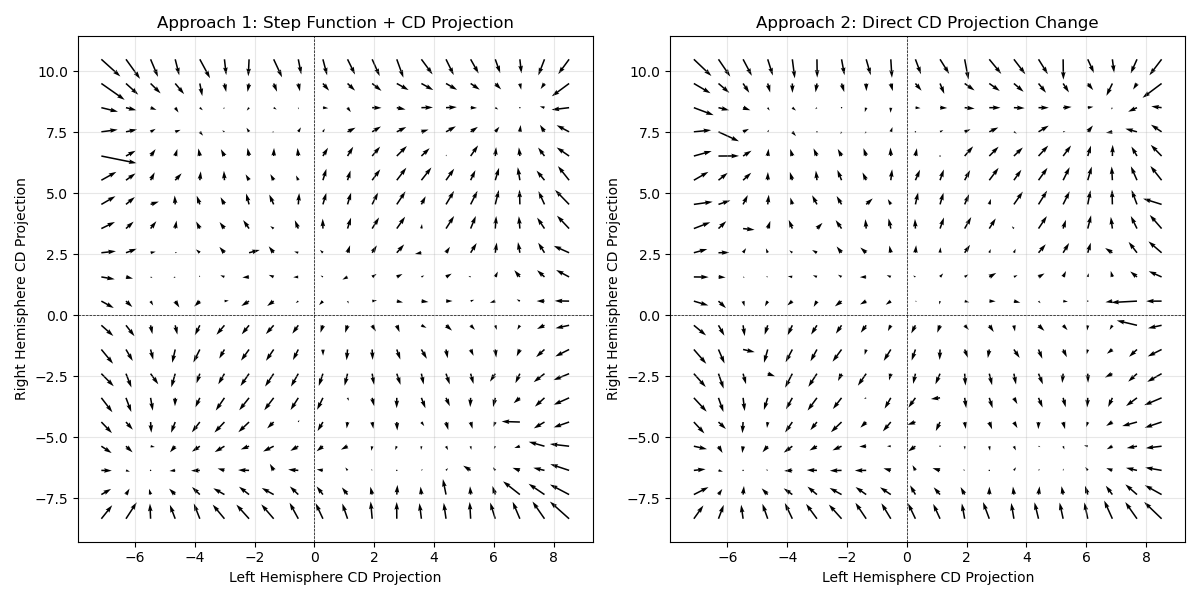 Approach 1: Step Function + CD Projection
Right Hemisphere CD Projection
10.0
7.5
5.0
2.5
0.0
−2.5
−5.0
−7.5
−6 −4 −2 0 2 4 6 8
Left Hemisphere CD Projection
Approach 2: Direct CD Projection Change
Right Hemisphere CD Projection
10.0
7.5
5.0
2.5
0.0
−2.5
−5.0
−7.5
−6 −4 −2 0 2 4 6 8
Left Hemisphere CD Projection